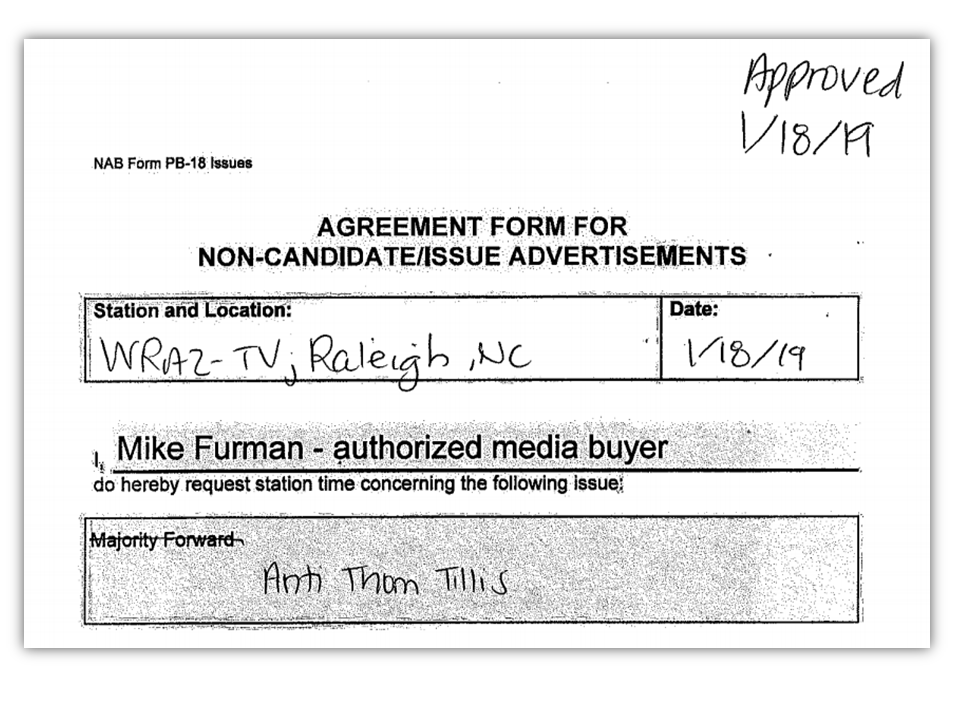 Approved
1/18/19
NAB Form PB-18 Issues
AGREEMENT FORM FOR
NON-CANDIDATE/ISSUE ADVERTISEMENTS
Station and Location:
Date:
WRAZ-TV; Raleigh, NC
1/18/19
I, Mike Furman - authorized media buyer
do hereby request station time concerning the following issue:
Majority Forward
Anti Thom Tillis